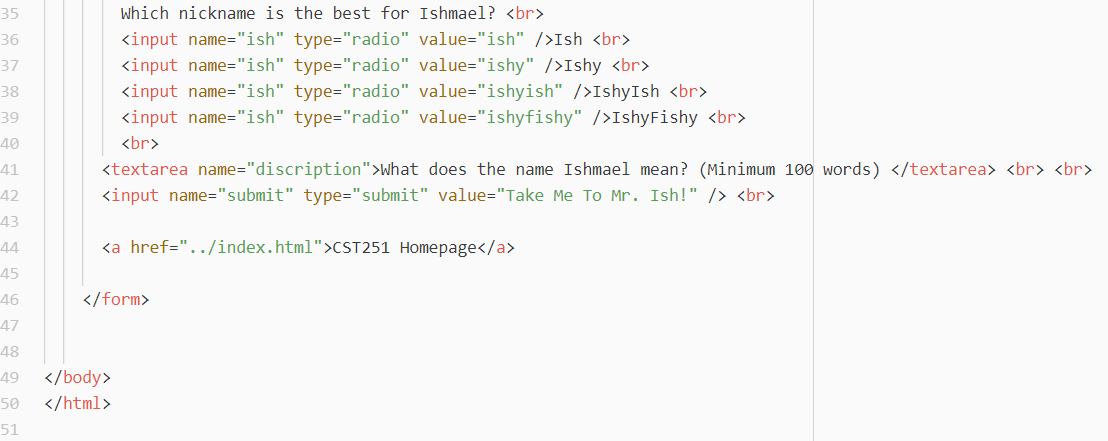 35 Which nickname is the best for Ishmael? <br>
36 <input name="ish" type="radio" value="ish" />Ish <br>
37 <input name="ish" type="radio" value="ishy" />Ishy <br>
38 <input name="ish" type="radio" value="ishyish" />IshyIsh <br>
39 <input name="ish" type="radio" value="ishyfishy" />IshyFishy <br>
40 <br>
41 <textarea name="discription">What does the name Ishmael mean? (Minimum 100 words) </textarea> <br> <br>
42 <input name="submit" type="submit" value="Take Me To Mr. Ish!" /> <br>
43
44 <a href="../index.html">CST251 Homepage</a>
45
46 </form>
47
48
49 </body>
50 </html>
51